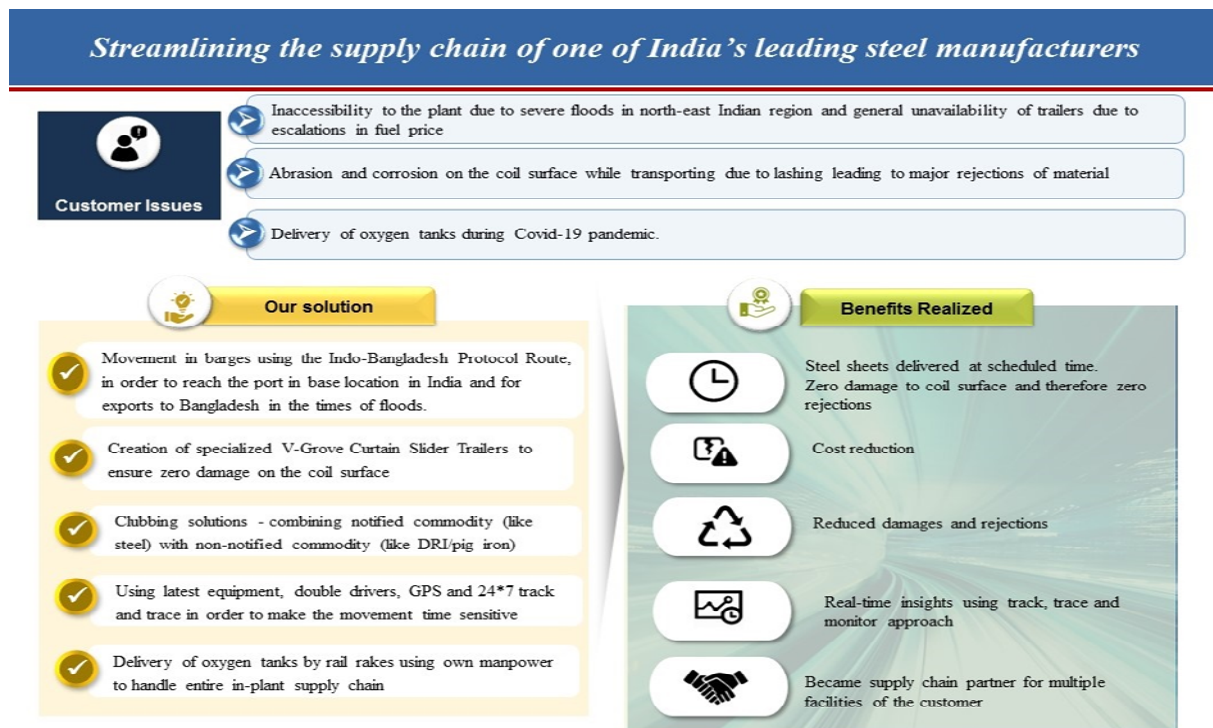 Streamlining the supply chain of one of India's leading steel manufacturers
Customer Issues
Inaccessibility to the plant due to severe floods in north-east Indian region and general unavailability of trailers due to
escalations in fuel price
Abrasion and corrosion on the coil surface while transporting due to lashing leading to major rejections of material
Delivery of oxygen tanks during Covid-19 pandemic.
Our solution
Movement in barges using the Indo-Bangladesh Protocol Route,
in order to reach the port in base location in India and for
exports to Bangladesh in the times of floods.
Creation of specialized V-Grove Curtain Slider Trailers to
ensure zero damage on the coil surface
Clubbing solutions - combining notified commodity (like
steel) with non-notified commodity (like DRI/pig iron)
Using latest equipment, double drivers, GPS and 24*7 track
and trace in order to make the movement time sensitive
Delivery of oxygen tanks by rail rakes using own manpower
to handle entire in-plant supply chain
Benefits Realized
Steel sheets delivered at scheduled time.
Zero damage to coil surface and therefore zero
rejections
Cost reduction
Reduced damages and rejections
Real-time insights using track, trace and
monitor approach
Became supply chain partner for multiple
facilities of the customer